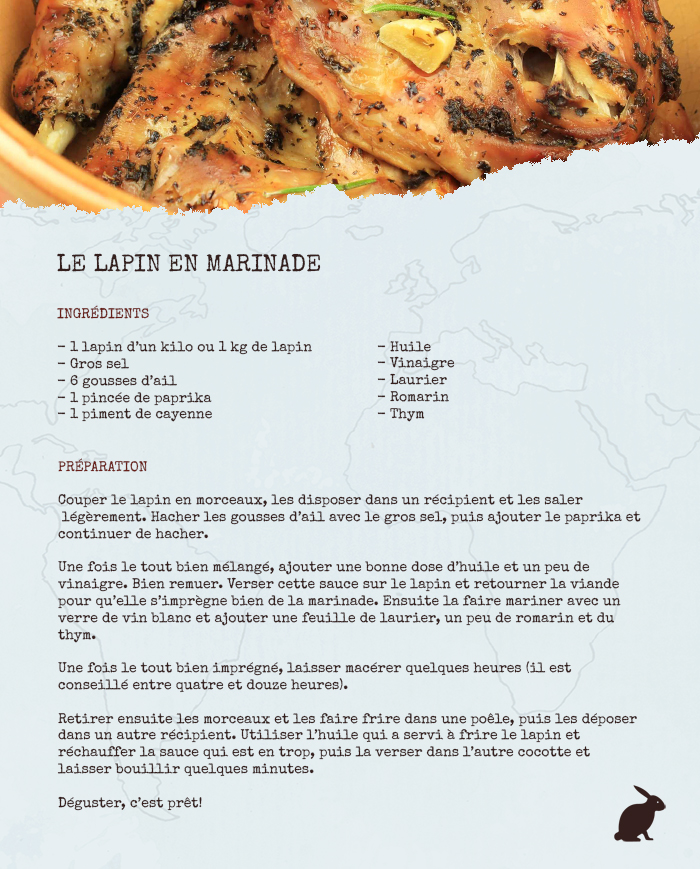 LE LAPIN EN MARINADE
INGRÉDIENTS
- 1 lapin d'un kilo ou 1 kg de lapin
- Gros sel
- 6 gousses d'ail
- 1 pincée de paprika
- 1 piment de cayenne
- Huile
- Vinaigre
- Laurier
- Romarin
- Thym
PRÉPARATION
Couper le lapin en morceaux, les disposer dans un récipient et les saler
légèrement. Hacher les gousses d'ail avec le gros sel, puis ajouter le paprika et
continuer de hacher.
Une fois le tout bien mélangé, ajouter une bonne dose d'huile et un peu de
vinaigre. Bien remuer. Verser cette sauce sur le lapin et retourner la viande
pour qu'elle s'imprègne bien de la marinade. Ensuite la faire mariner avec un
verre de vin blanc et ajouter une feuille de laurier, un peu de romarin et du
thym.
Une fois le tout bien imprégné, laisser macérer quelques heures (il est
conseillé entre quatre et douze heures).
Retirer ensuite les morceaux et les faire frire dans une poêle, puis les déposer
dans un autre récipient. Utiliser l'huile qui a servi à frire le lapin et
réchauffer la sauce qui est en trop, puis la verser dans l'autre cocotte et
laisser bouillir quelques minutes.
Déguster, c'est prêt!